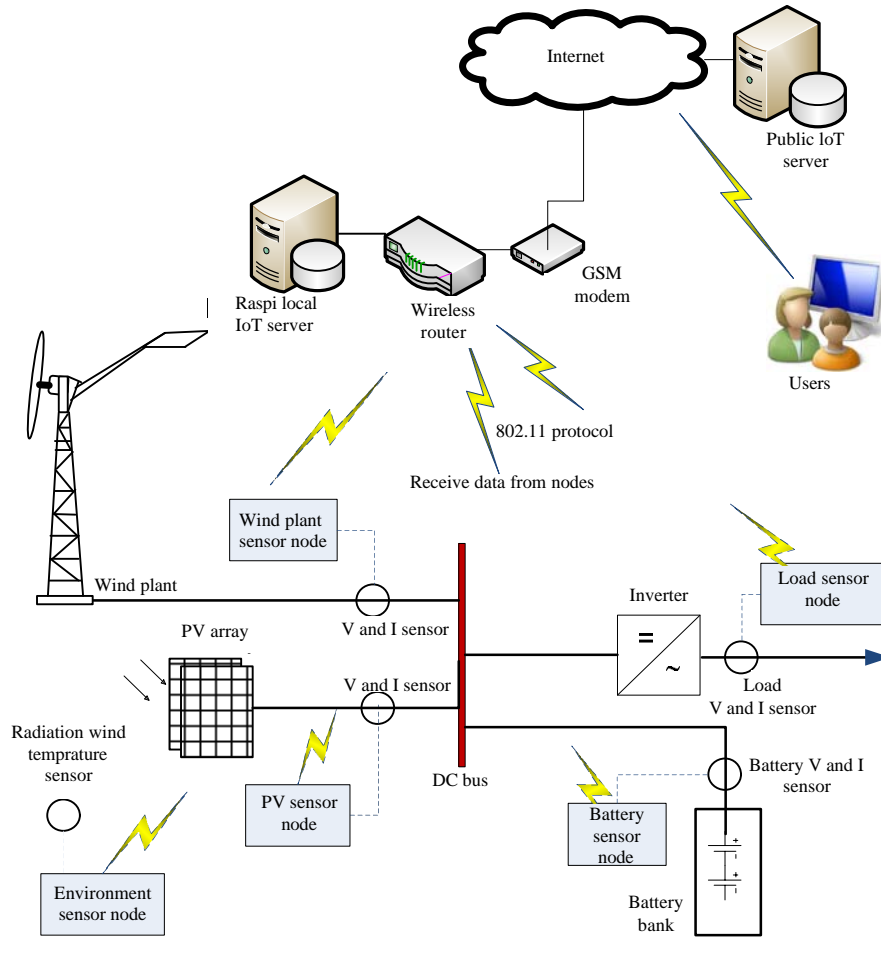 Internet
Public IoT
server
Raspi local
IoT server
Wireless
router
GSM
modem
Users
802.11 protocol
Receive data from nodes
Wind plant
sensor node
Wind plant
V and I sensor
Load sensor
node
Inverter
=
~
Load
V and I sensor
PV array
V and I sensor
Radiation wind
temprature
sensor
PV sensor
node
DC bus
Battery V and I
sensor
Battery
sensor
node
Environment
sensor node
Battery
bank
+
-
+
-